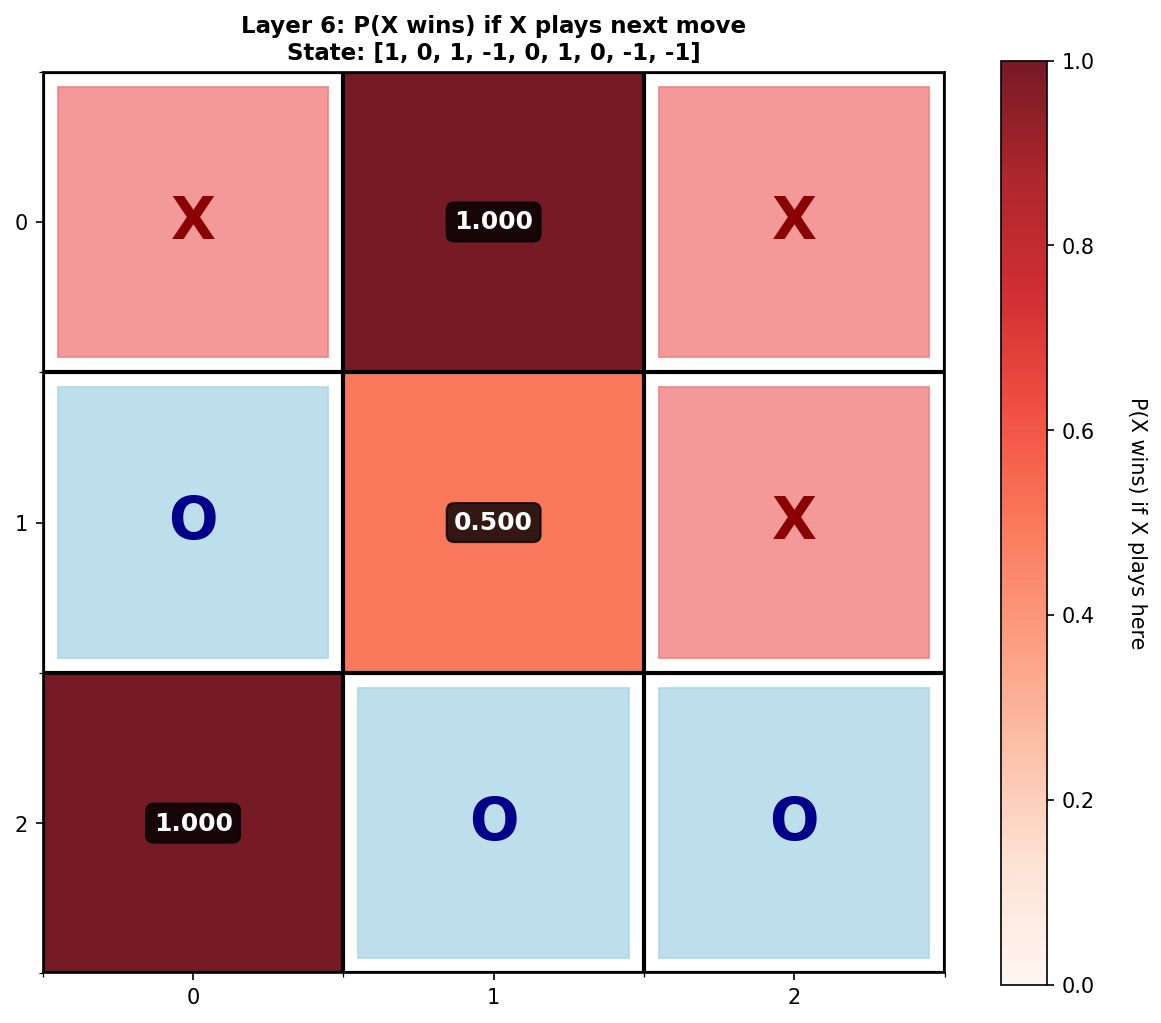 Layer 6: P(X wins) if X plays next move
State: [1, 0, 1, -1, 0, 1, 0, -1, -1]
X
1.000
X
0
O
0.500
X
1
1.000
O
O
2
0
1
2
1.0
0.8
0.6
0.4
0.2
0.0
P(X wins) if X plays here